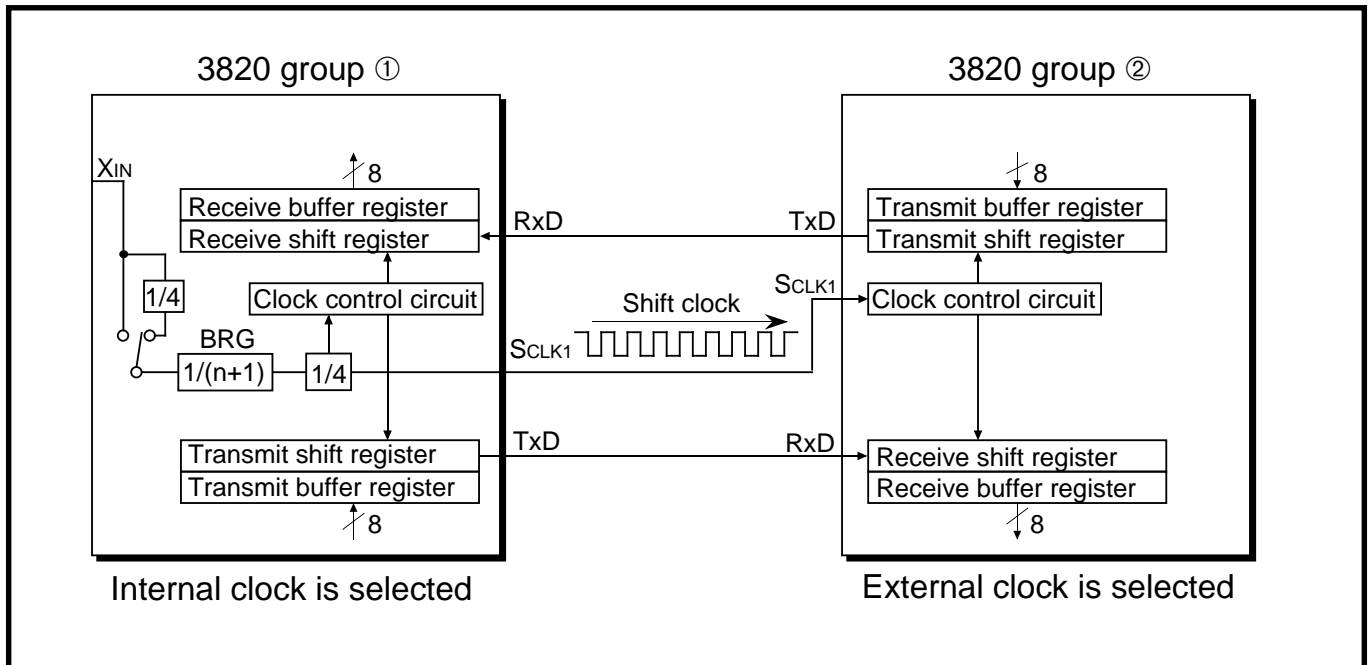 3820 group ①
XIN
8
Receive buffer register
Receive shift register
RxD
1/4
Clock control circuit
BRG
1/(n+1)
1/4
SCLK1
Shift clock
Transmit shift register
Transmit buffer register
TxD
8
Internal clock is selected
3820 group ②
8
Transmit buffer register
Transmit shift register
TxD
SCLK1
Clock control circuit
RxD
Receive shift register
Receive buffer register
8
External clock is selected